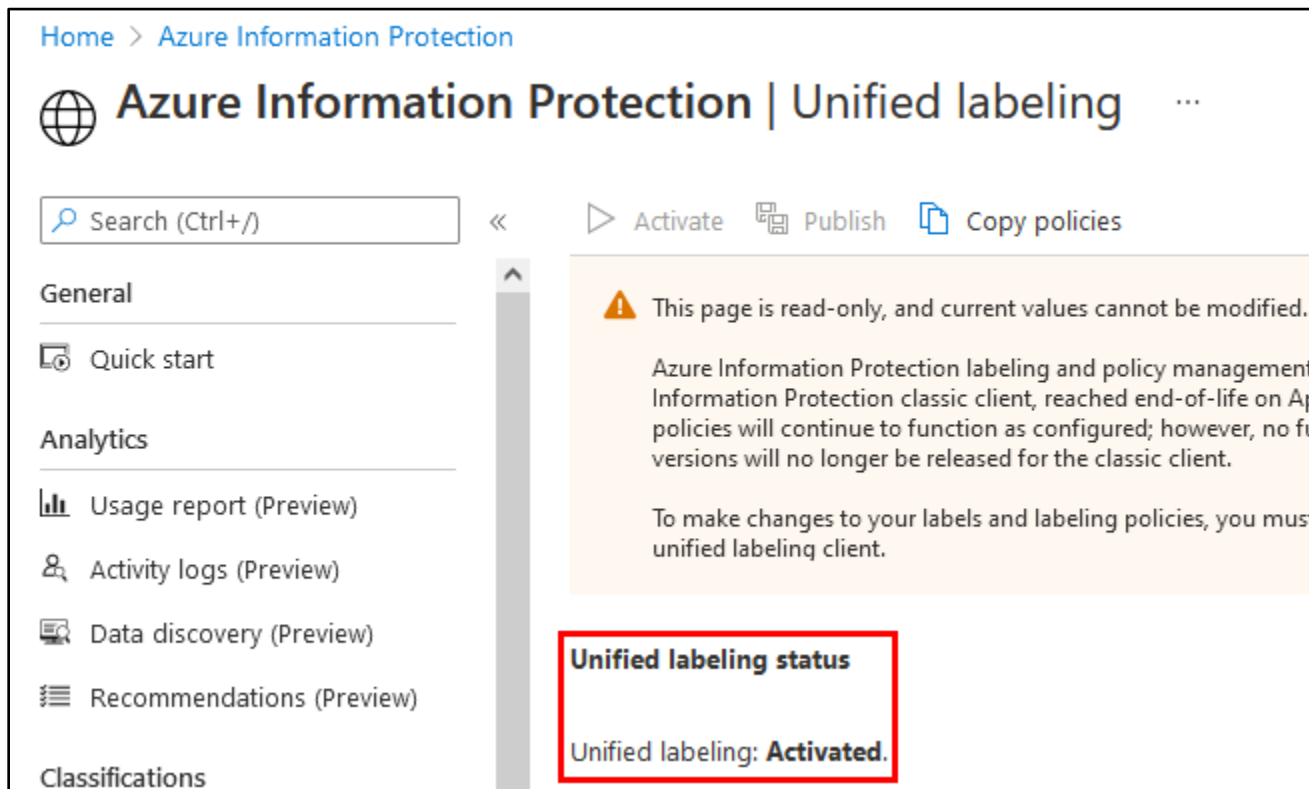 Home > Azure Information Protection
Azure Information Protection | Unified labeling ...
Search (Ctrl+/) «
Activate Publish Copy policies
General
Quick start
Analytics
Usage report (Preview)
Activity logs (Preview)
Data discovery (Preview)
Recommendations (Preview)
Classifications
This page is read-only, and current values cannot be modified.
Azure Information Protection labeling and policy management
Information Protection classic client, reached end-of-life on
policies will continue to function as configured; however, no
versions will no longer be released for the classic client.
To make changes to your labels and labeling policies, you must
unified labeling client.
Unified labeling status
Unified labeling: Activated.